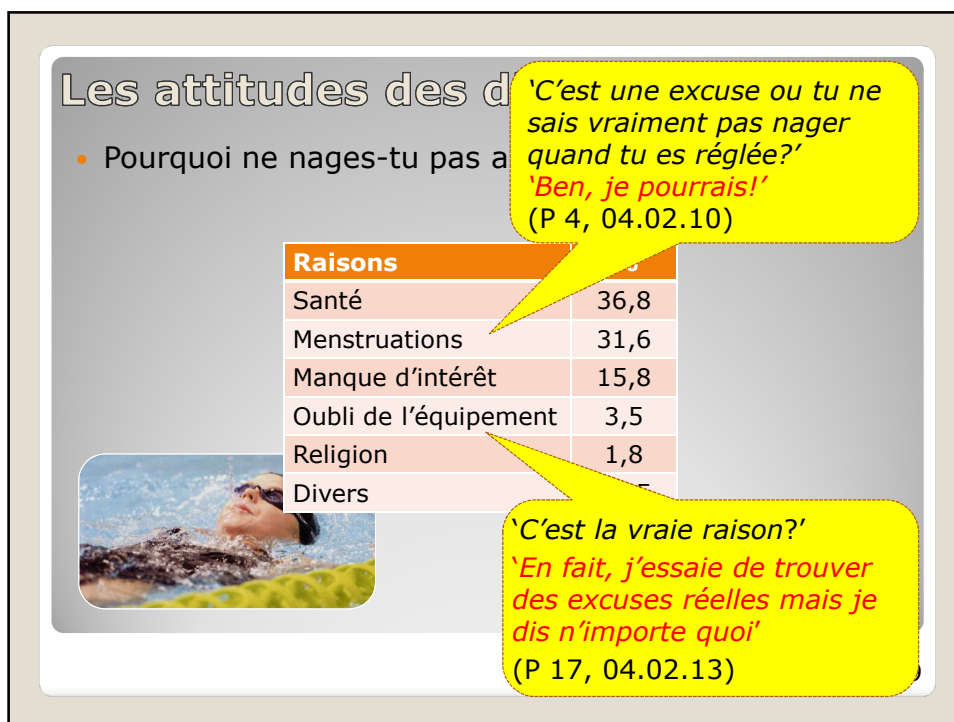 Les attitudes des d
• Pourquoi ne nages-tu pas a
‘C’est une excuse ou tu ne
sais vraiment pas nager
quand tu es réglée?’
‘Ben, je pourrais!’
(P 4, 04.02.10)
Raisons
Santé 36,8
Menstruations 31,6
Manque d’intérêt 15,8
Oubli de l’équipement 3,5
Religion 1,8
Divers
‘C’est la vraie raison?’
‘En fait, j’essaie de trouver
des excuses réelles mais je
dis n’importe quoi’
(P 17, 04.02.13)